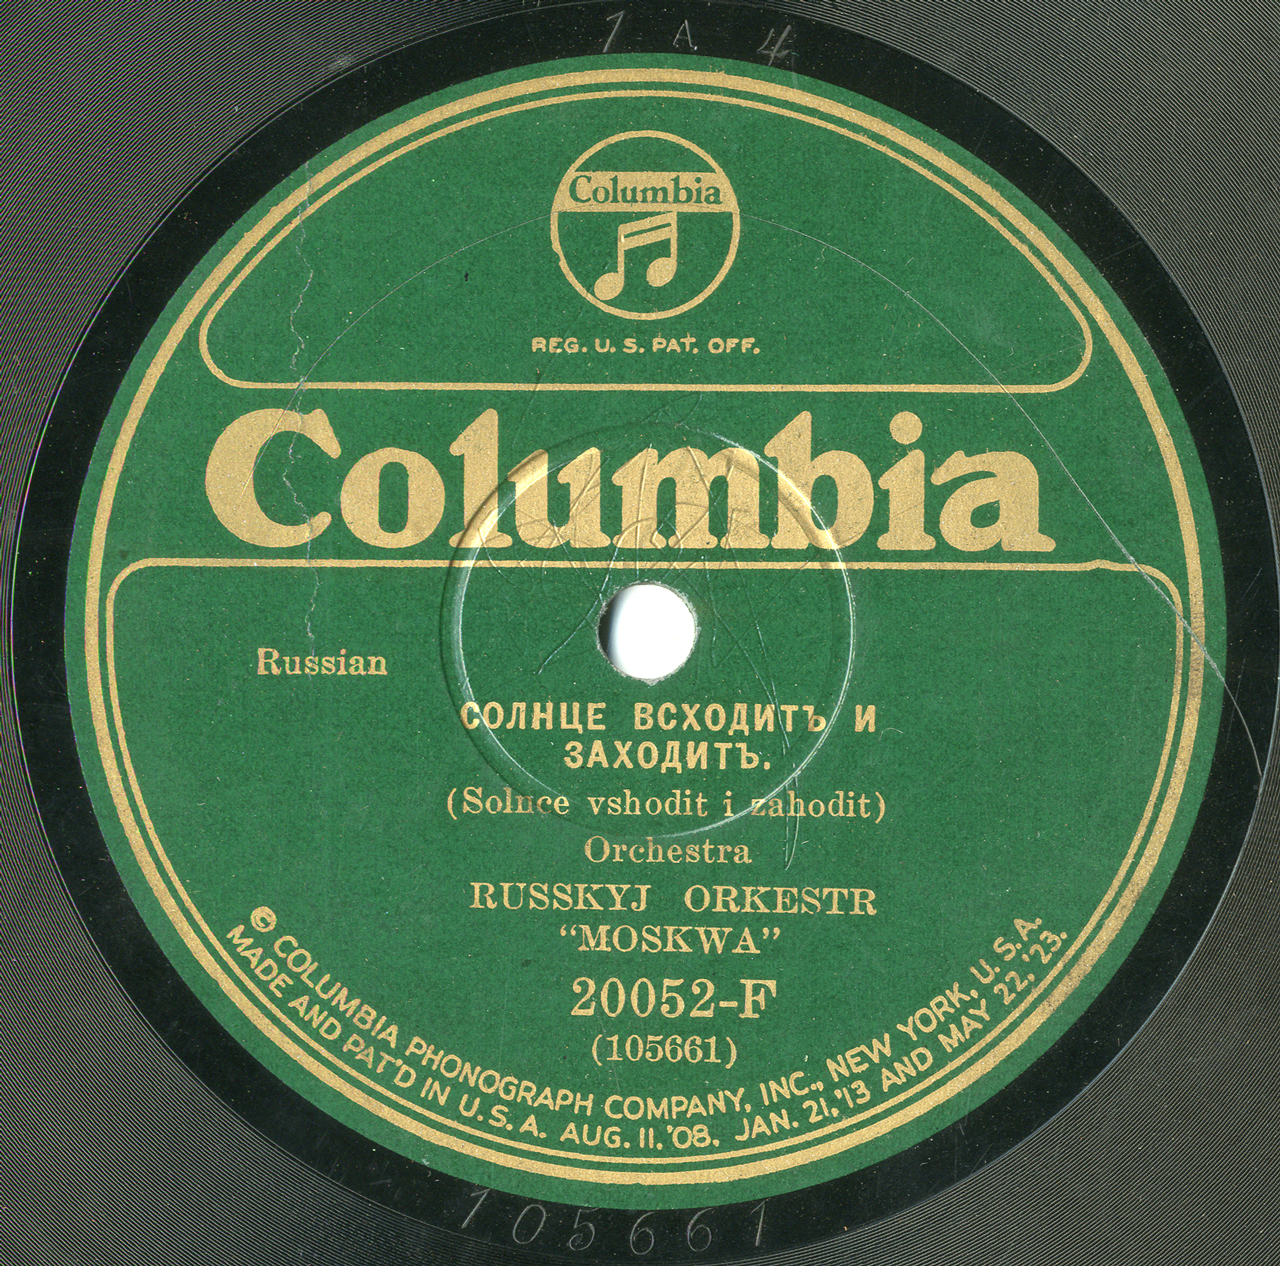 1 A 4
Columbia
REG. U. S. PAT. OFF.
Columbia
Russian
СОЛНЦЕ ВСХОДИТЪ И
ЗАХОДИТЪ.
(Solnce vshodit i zahodit)
Orchestra
RUSSKYJ ORKESTR
“MOSKWA”
20052-F
(105661)
COLUMBIA PHONOGRAPH COMPANY, INC., NEW YORK, U. S. A.
MADE AND PAT'D IN U. S. A. AUG. 11, '08. JAN. 21, '13 AND MAY 22, '23.
105661